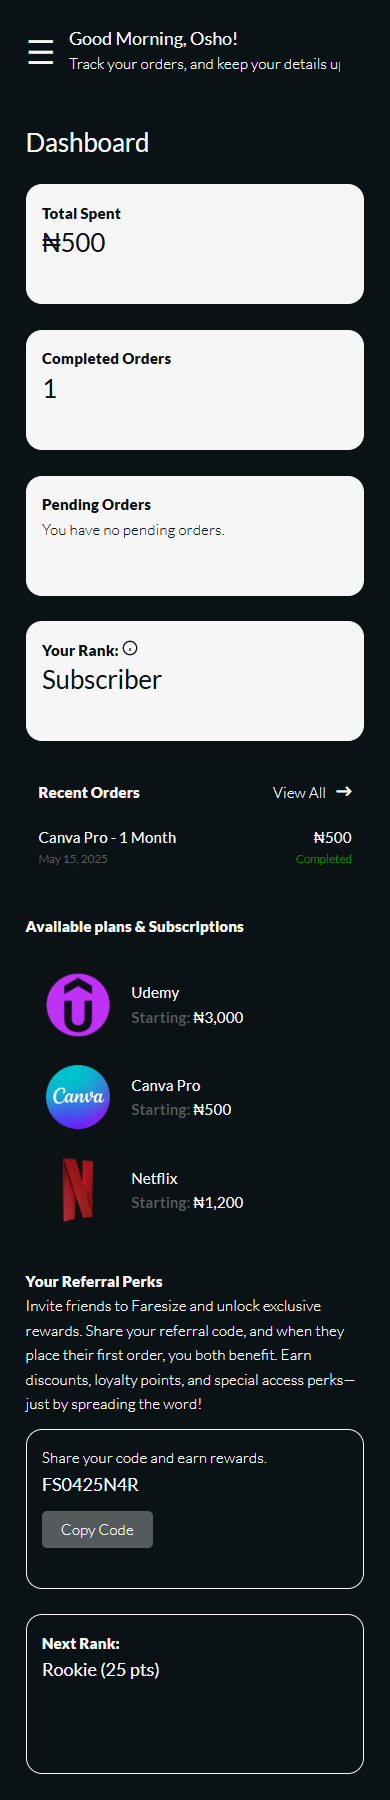 Good Morning, Osho!
Track your orders, and keep your details
Dashboard
Total Spent
₦500
Completed Orders
1
Pending Orders
You have no pending orders.
Your Rank:
Subscriber
Recent Orders
View All →
Canva Pro - 1 Month
₦500
May 15, 2025
Completed
Available plans & Subscriptions
Udemy
Starting: ₦3,000
Canva
Canva Pro
Starting: ₦500
Netflix
Starting: ₦1,200
Your Referral Perks
Invite friends to Faresize and unlock exclusive
rewards. Share your referral code, and when they
place their first order, you both benefit. Earn
discounts, loyalty points, and special access perks—
just by spreading the word!
Share your code and earn rewards.
FS0425N4R
Copy Code
Next Rank:
Rookie (25 pts)